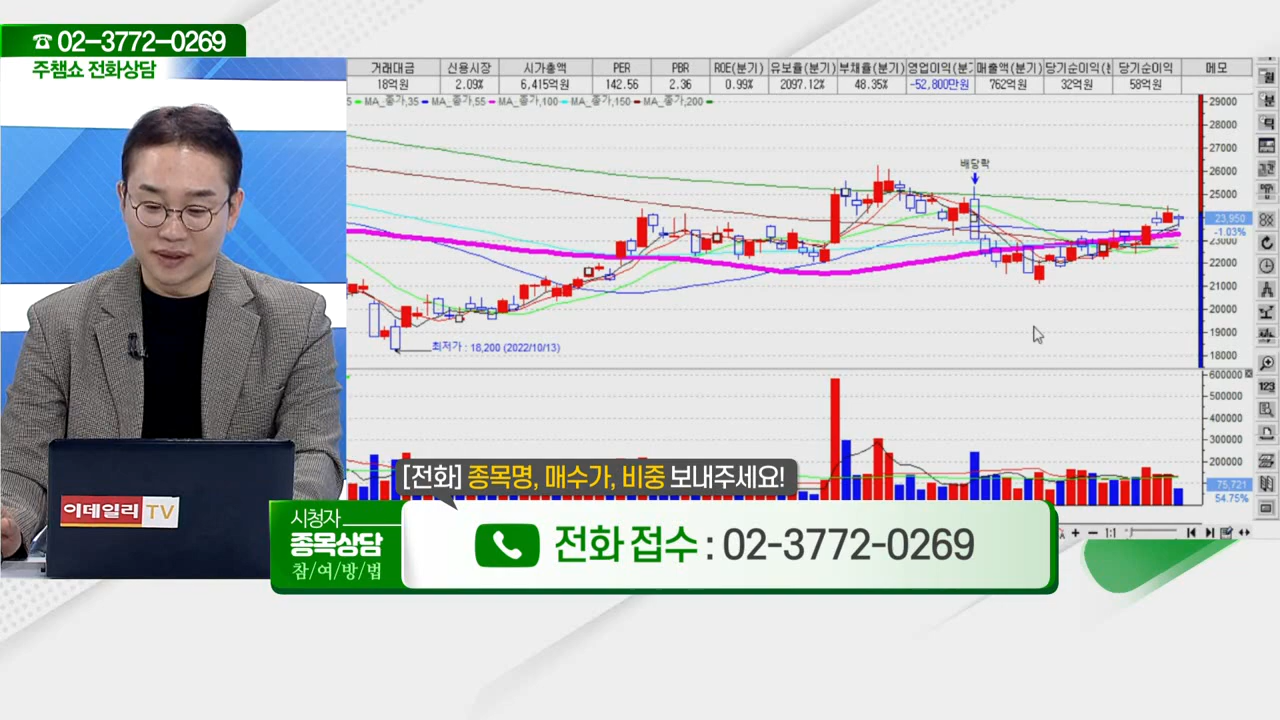 ☎ 02-3772-0269
주챔쇼 전화상담
거래대금 신용시장 시가총액 PER PBR ROE(분기) 유보율(분기) 부채율(분기) 영업이익(분기 매출액(분기) 당기순이익( 당기순이익 메모
18억원 2.09% 6,415억원 142.56 2.36 0.99% 2097.12% 48.35% -52,800만원 762억원 32억원 58억원
5 MA_종가,35 MA_종가,55 MA_종가,100 MA_종가,150 MA_종가,200
29000
28000
27000
배당락
26000
25000
23,950
-1.03%
23000
22000
21000
20000
19000
최저가 : 18,200 (2022/10/13)
18000
600000
500000
400000
300000
200000
75,721
54.75%
123
1:1
[전화] 종목명, 매수가, 비중 보내주세요!
이데일리 TV
시청자
종목상담
참/여/방/법
전화 접수 : 02-3772-0269